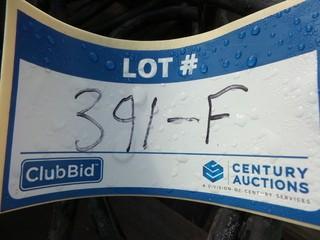 LOT #
391-F
ClubBid
CENTURY
AUCTIONS
A DIVISION OF CENTURY SERVICES